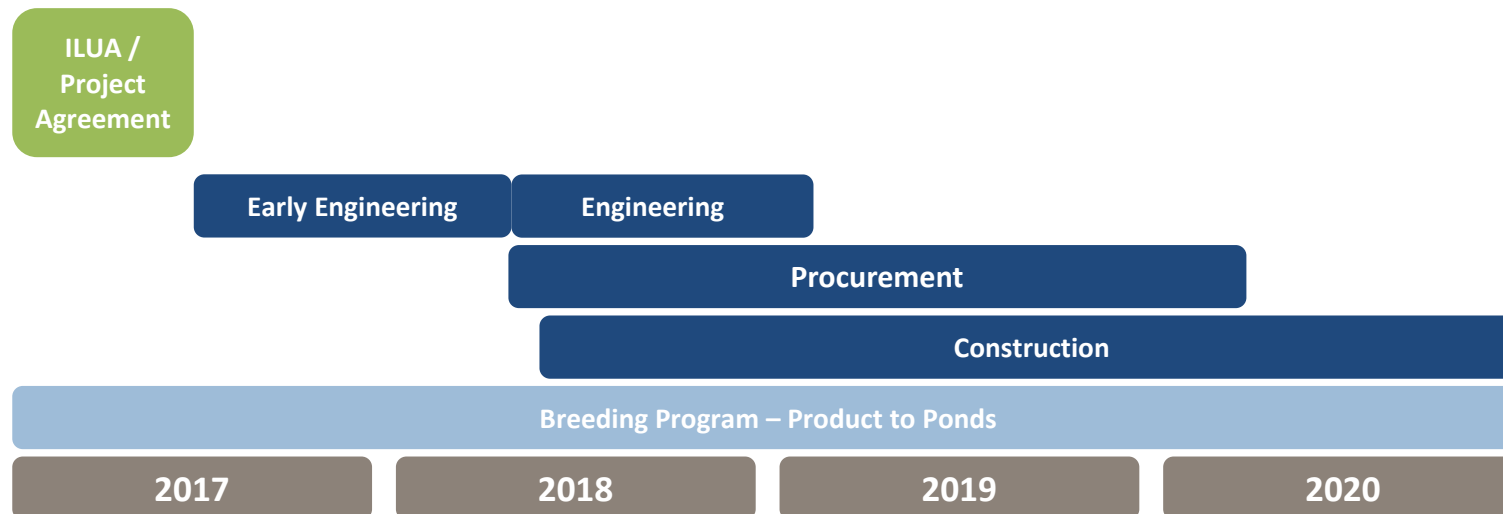 ILUA /
Project
Agreement
Early Engineering
Engineering
Procurement
Construction
Breeding Program – Product to Ponds
2017
2018
2019
2020